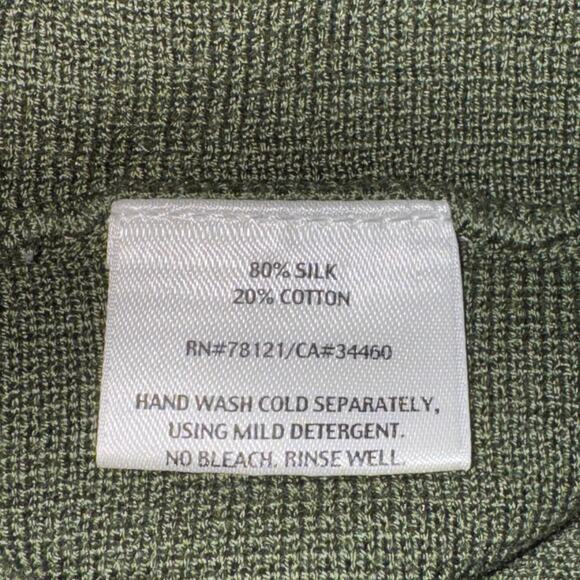 80% SILK
20% COTTON
RN#78121/CA#34460
HAND WASH COLD SEPARATELY,
USING MILD DETERGENT.
NO BLEACH. RINSE WELL.